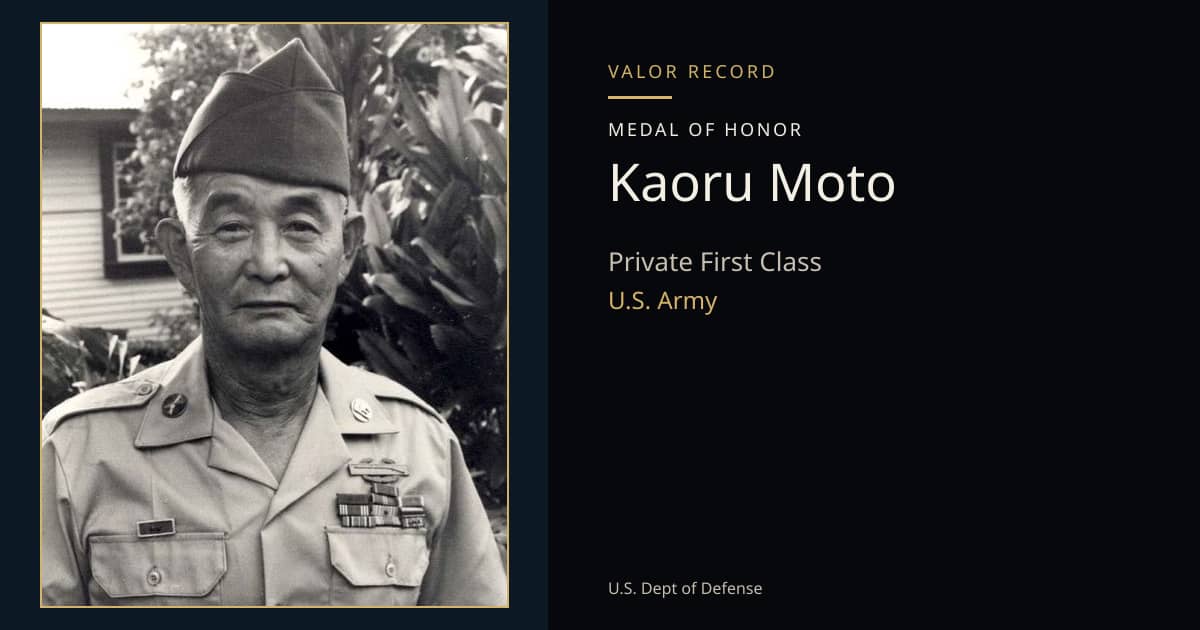 VALOR RECORD
MEDAL OF HONOR
Kaoru Moto
Private First Class
U.S. Army
U.S. Dept of Defense